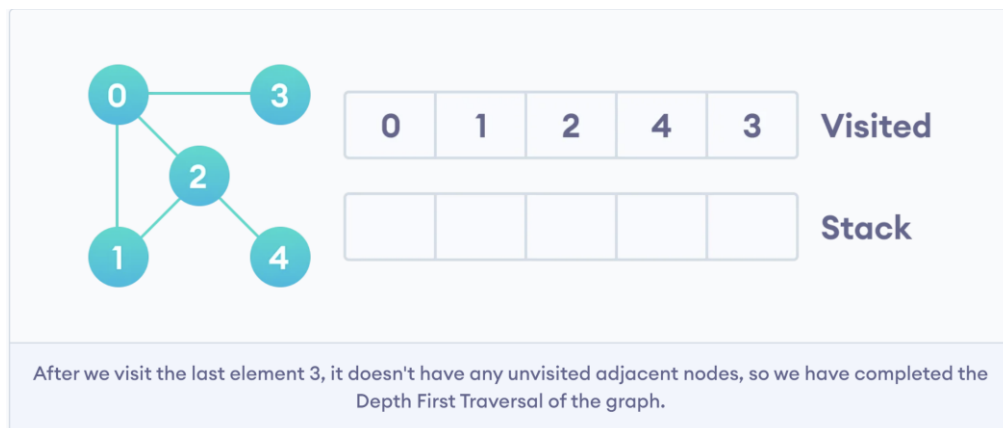 0
3
2
1
4
0 1 2 4 3 Visited
Stack
After we visit the last element 3, it doesn't have any unvisited adjacent nodes, so we have completed the
Depth First Traversal of the graph.